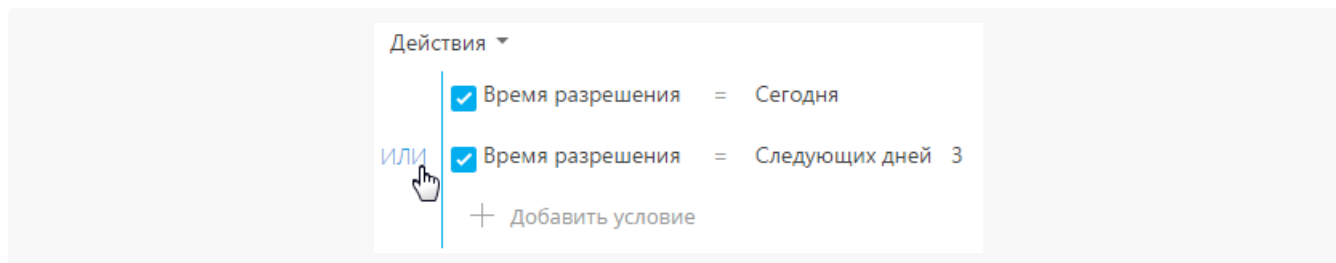 Действия
Время разрешения = Сегодня
ИЛИ Время разрешения = Следующих дней 3
+ Добавить условие